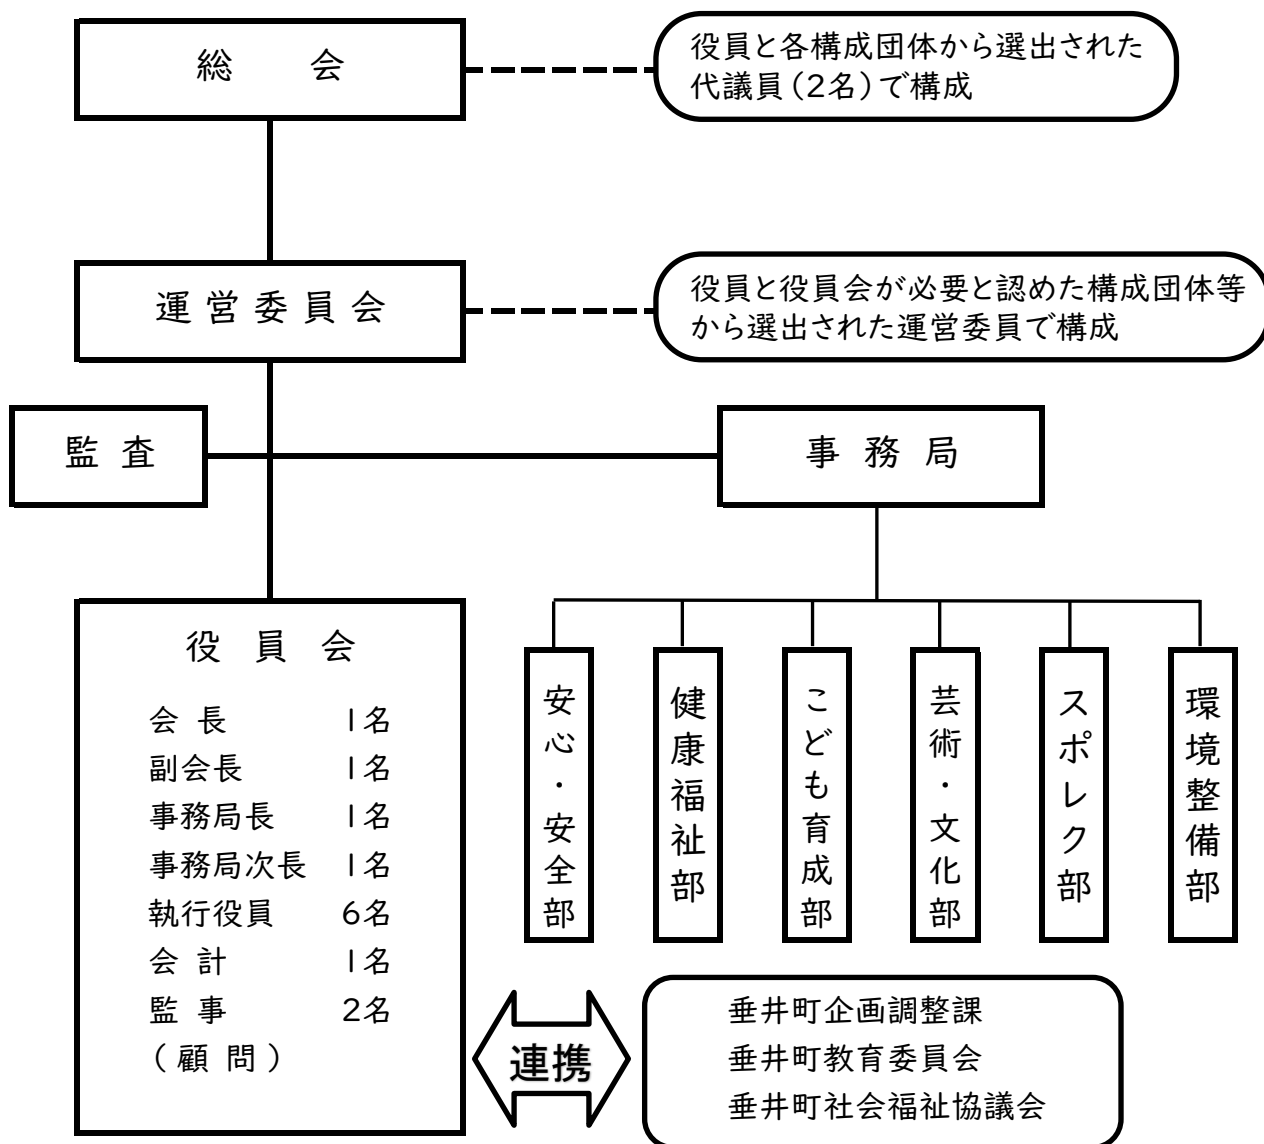 総 会
役員と各構成団体から選出された
代議員(2名)で構成
運営委員会
役員と役員会が必要と認めた構成団体等
から選出された運営委員で構成
監査
事務局
役員会
会長 1名
副会長 1名
事務局長 1名
事務局次長 1名
執行役員 6名
会計 1名
監事 2名
(顧問)
安心・安全部
健康福祉部
こども育成部
芸術・文化部
スポレク部
環境整備部
連携
垂井町企画調整課
垂井町教育委員会
垂井町社会福祉協議会